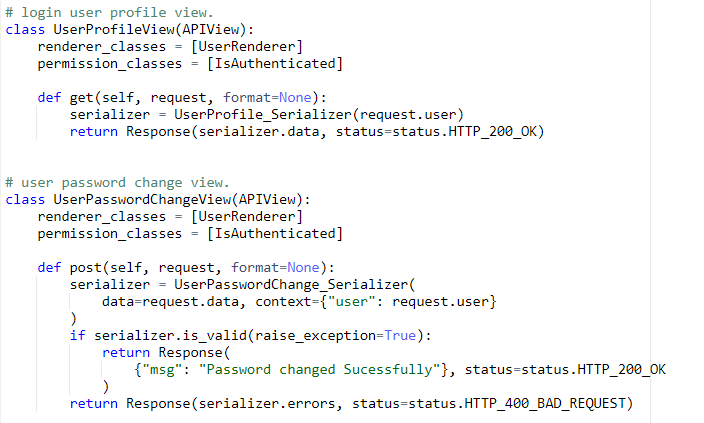 # login user profile view.
class UserProfileView(APIView):
    renderer_classes = [UserRenderer]
    permission_classes = [IsAuthenticated]

    def get(self, request, format=None):
        serializer = UserProfile_Serializer(request.user)
        return Response(serializer.data, status=status.HTTP_200_OK)


# user password change view.
class UserPasswordChangeView(APIView):
    renderer_classes = [UserRenderer]
    permission_classes = [IsAuthenticated]

    def post(self, request, format=None):
        serializer = UserPasswordChange_Serializer(
            data=request.data, context={"user": request.user}
        )
        if serializer.is_valid(raise_exception=True):
            return Response(
                {"msg": "Password changed Sucessfully"}, status=status.HTTP_200_OK
            )
        return Response(serializer.errors, status=status.HTTP_400_BAD_REQUEST)